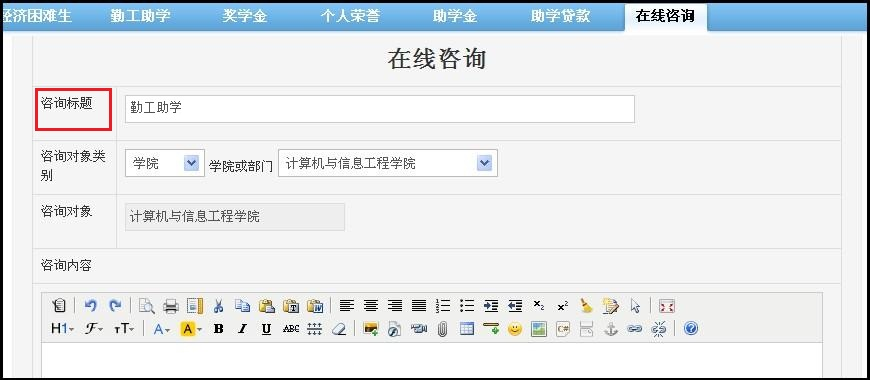 经济困难生 勤工助学 奖学金 个人荣誉 助学金 助学贷款 在线咨询
在线咨询
咨询标题 勤工助学
咨询对象类别 学院 学院或部门 计算机与信息工程学院
咨询对象 计算机与信息工程学院
咨询内容
H1 F TT A A B I U ABC